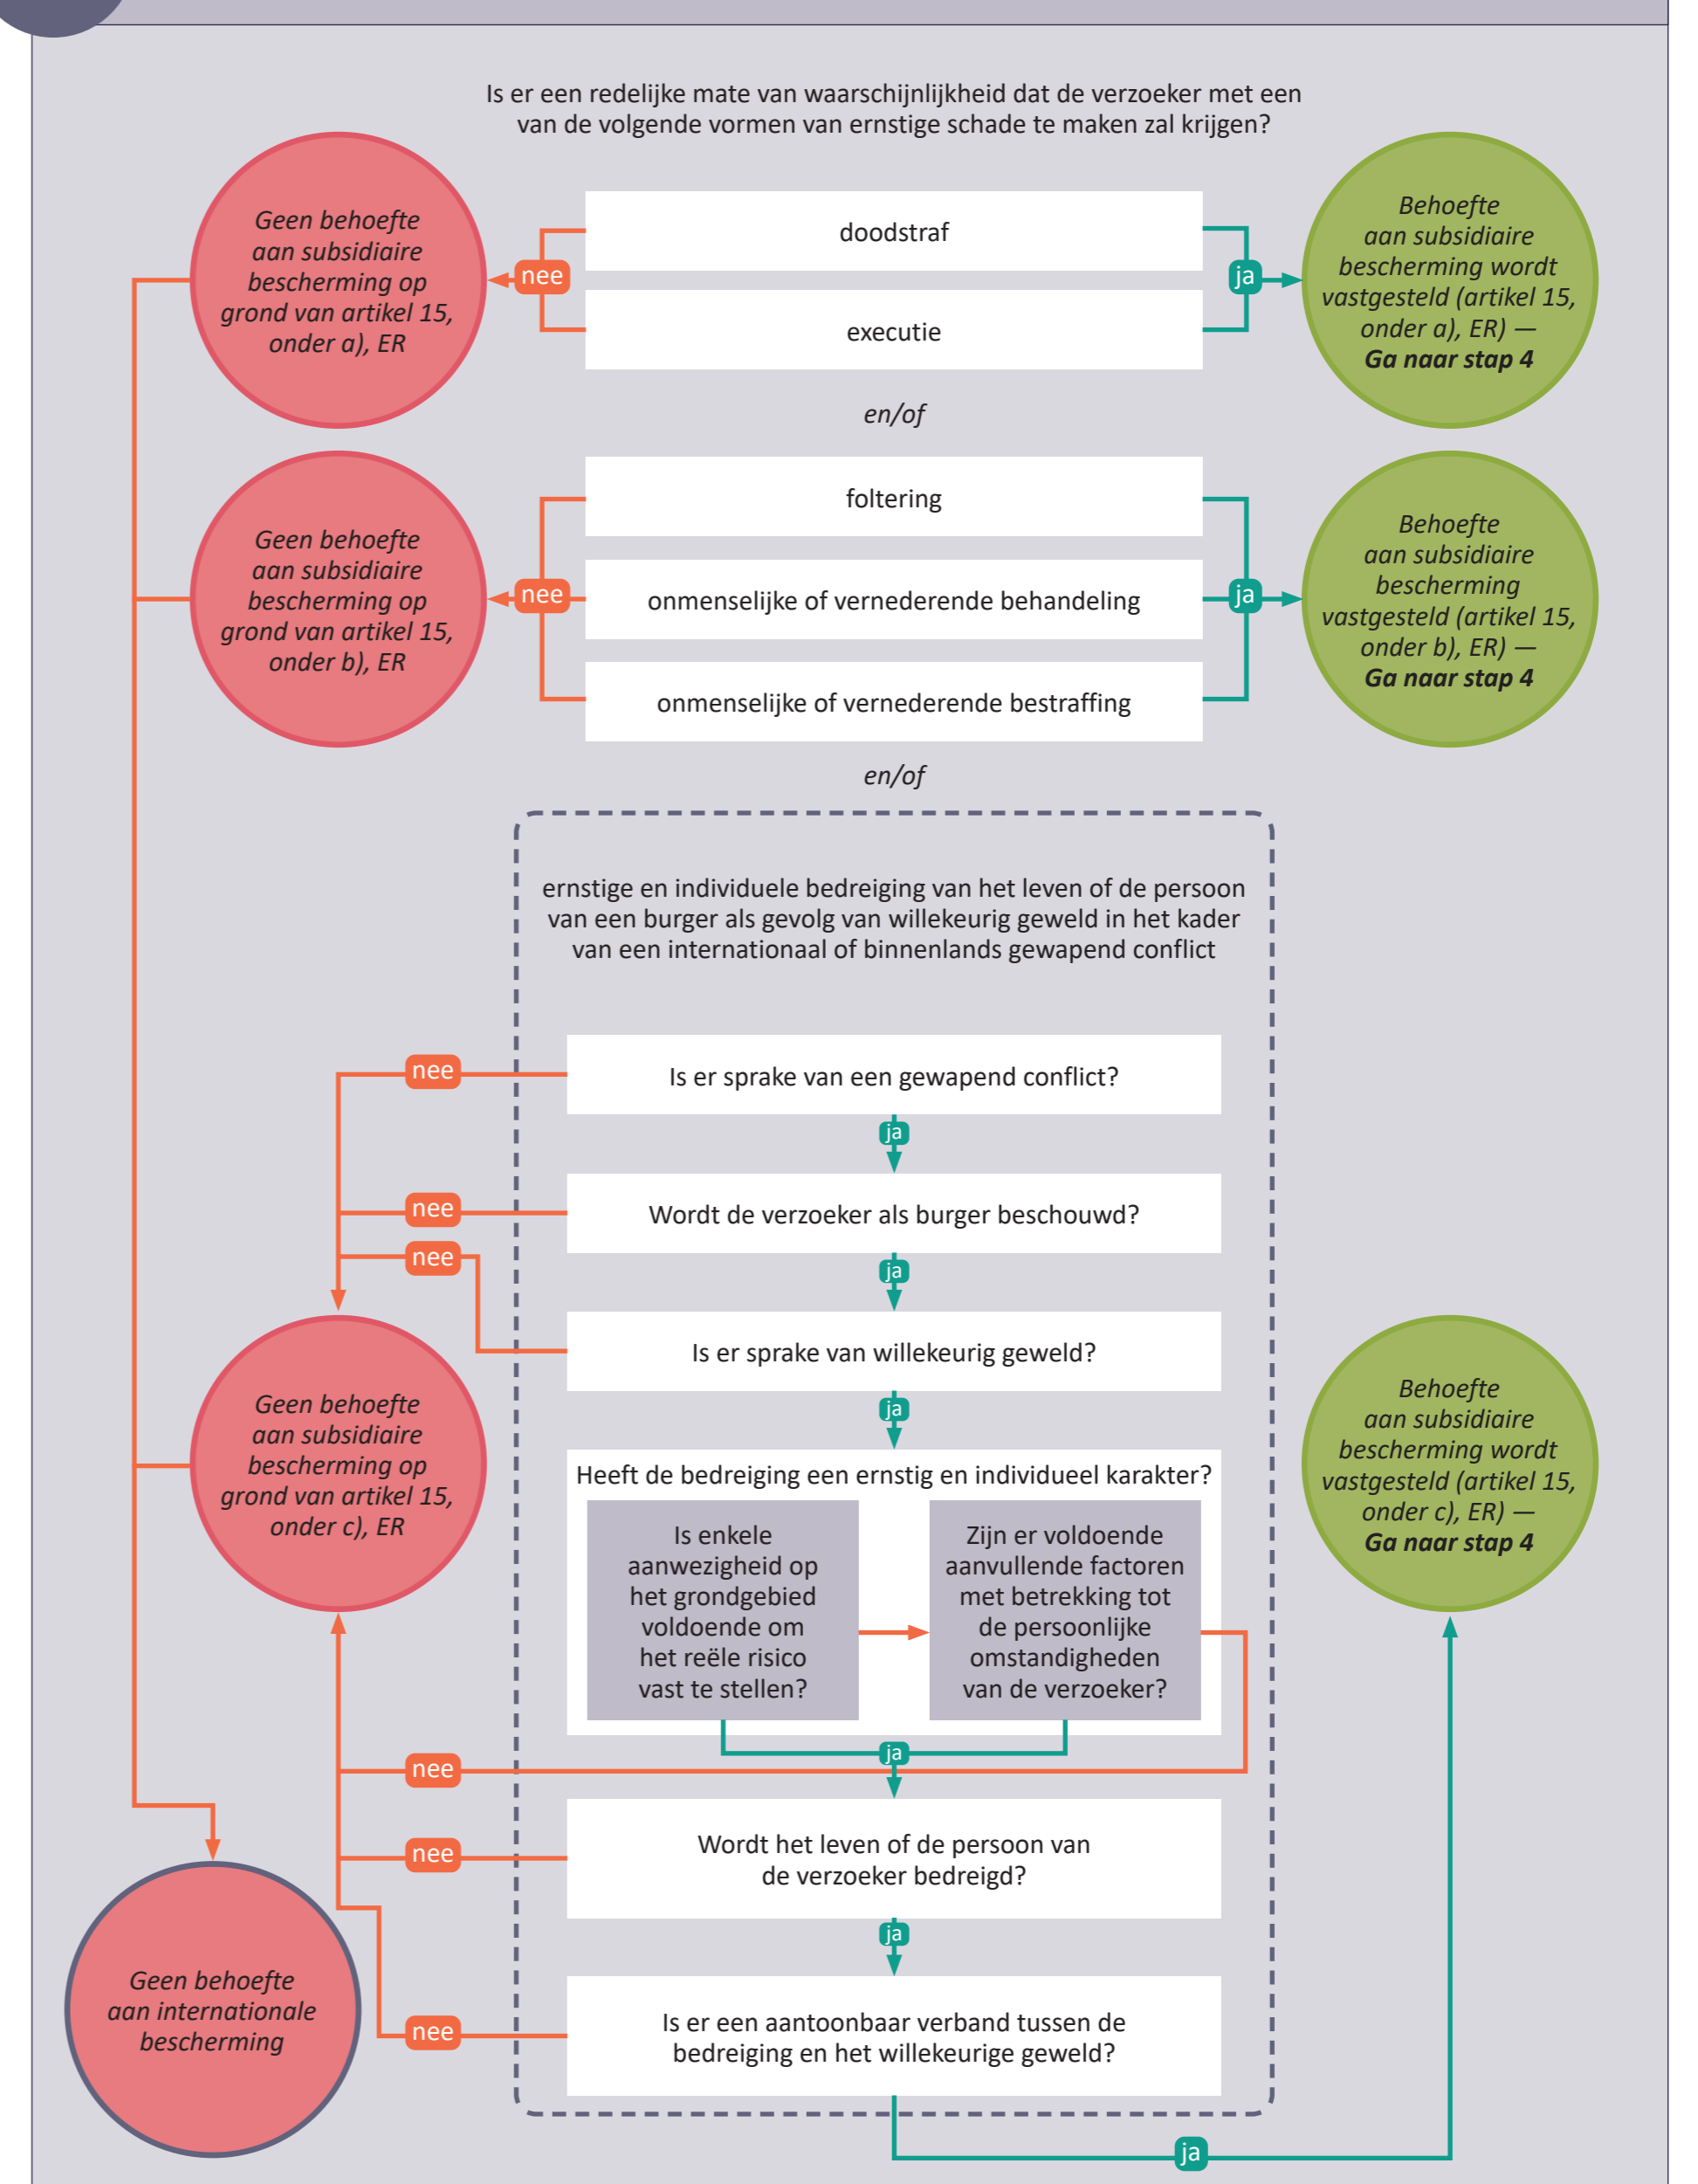 Is er een redelijke mate van waarschijnlijkheid dat de verzoeker met een
van de volgende vormen van ernstige schade te maken zal krijgen?
Geen behoefte
aan subsidiaire
bescherming op
grond van artikel 15,
onder a), ER
nee
doodstraf
executie
ja
Behoefte
aan subsidiaire
bescherming wordt
vastgesteld (artikel 15,
onder a), ER) —
Ga naar stap 4
en/of
Geen behoefte
aan subsidiaire
bescherming op
grond van artikel 15,
onder b), ER
nee
foltering
onmenselijke of vernederende behandeling
onmenselijke of vernederende bestraffing
ja
Behoefte
aan subsidiaire
bescherming
vastgesteld (artikel 15,
onder b), ER) —
Ga naar stap 4
en/of
ernstige en individuele bedreiging van het leven of de persoon
van een burger als gevolg van willekeurig geweld in het kader
van een internationaal of binnenlands gewapend conflict
nee
Is er sprake van een gewapend conflict?
ja
nee
Wordt de verzoeker als burger beschouwd?
nee
ja
Is er sprake van willekeurig geweld?
ja
Geen behoefte
aan subsidiaire
bescherming op
grond van artikel 15,
onder c), ER
Heeft de bedreiging een ernstig en individueel karakter?
Is enkele
aanwezigheid op
het grondgebied
voldoende om
het reële risico
vast te stellen?
Zijn er voldoende
aanvullende factoren
met betrekking tot
de persoonlijke
omstandigheden
van de verzoeker?
Behoefte
aan subsidiaire
bescherming wordt
vastgesteld (artikel 15,
onder c), ER) —
Ga naar stap 4
ja
nee
nee
Wordt het leven of de persoon van
de verzoeker bedreigd?
ja
Geen behoefte
aan internationale
bescherming
nee
Is er een aantoonbaar verband tussen de
bedreiging en het willekeurige geweld?
ja